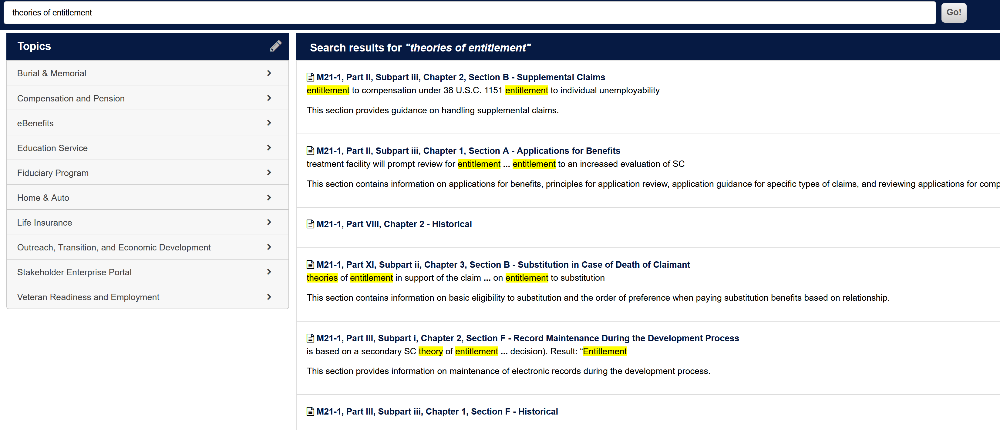 theories of entitlement
Go!
Topics
Burial & Memorial
Compensation and Pension
eBenefits
Education Service
Fiduciary Program
Home & Auto
Life Insurance
Outreach, Transition, and Economic Development
Stakeholder Enterprise Portal
Veteran Readiness and Employment
Search results for "theories of entitlement"
M21-1, Part II, Subpart iii, Chapter 2, Section B - Supplemental Claims
entitlement to compensation under 38 U.S.C. 1151 entitlement to individual unemployability
This section provides guidance on handling supplemental claims.
M21-1, Part II, Subpart iii, Chapter 1, Section A - Applications for Benefits
treatment facility will prompt review for entitlement ... entitlement to an increased evaluation of SC
This section contains information on applications for benefits, principles for application review, application guidance for specific types of claims, and reviewing applications for comp
M21-1, Part VIII, Chapter 2 - Historical
M21-1, Part XI, Subpart ii, Chapter 3, Section B - Substitution in Case of Death of Claimant
theories of entitlement in support of the claim ... on entitlement to substitution
This section contains information on basic eligibility to substitution and the order of preference when paying substitution benefits based on relationship.
M21-1, Part III, Subpart i, Chapter 2, Section F - Record Maintenance During the Development Process
is based on a secondary SC theory of entitlement ... decision). Result: “Entitlement
This section provides information on maintenance of electronic records during the development process.
M21-1, Part III, Subpart iii, Chapter 1, Section F - Historical